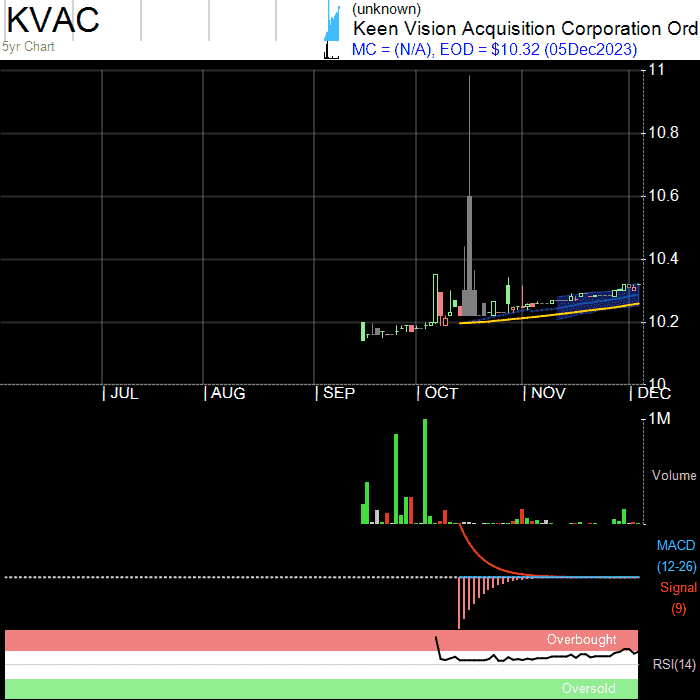 KVAC
5yr Chart
(unknown)
Keen Vision Acquisition Corporation Ord
MC = (N/A), EOD = $10.32 (05Dec2023)
11
10.8
10.6
10.4
10.2
10.
JUL AUG SEP OCT NOV DEC
1M
Volume
MACD
(12-26)
Signal
(9)
Overbought
RSI(14)
Oversold